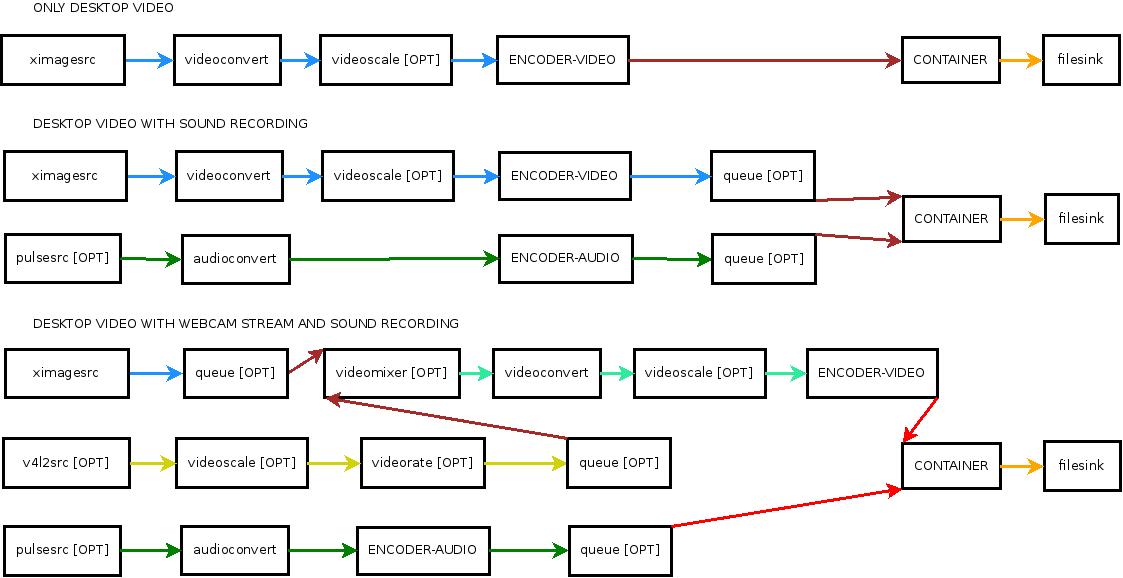 ONLY DESKTOP VIDEO
ximagesrc videoconvert videoscale [OPT] ENCODER-VIDEO CONTAINER filesink
DESKTOP VIDEO WITH SOUND RECORDING
ximagesrc videoconvert videoscale [OPT] ENCODER-VIDEO queue [OPT]
CONTAINER filesink
pulsesrc [OPT] audioconvert ENCODER-AUDIO queue [OPT]
DESKTOP VIDEO WITH WEBCAM STREAM AND SOUND RECORDING
ximagesrc queue [OPT] videomixer [OPT] videoconvert videoscale [OPT] ENCODER-VIDEO
v4l2src [OPT] videoscale [OPT] videorate [OPT] queue [OPT] CONTAINER filesink
pulsesrc [OPT] audioconvert ENCODER-AUDIO queue [OPT]